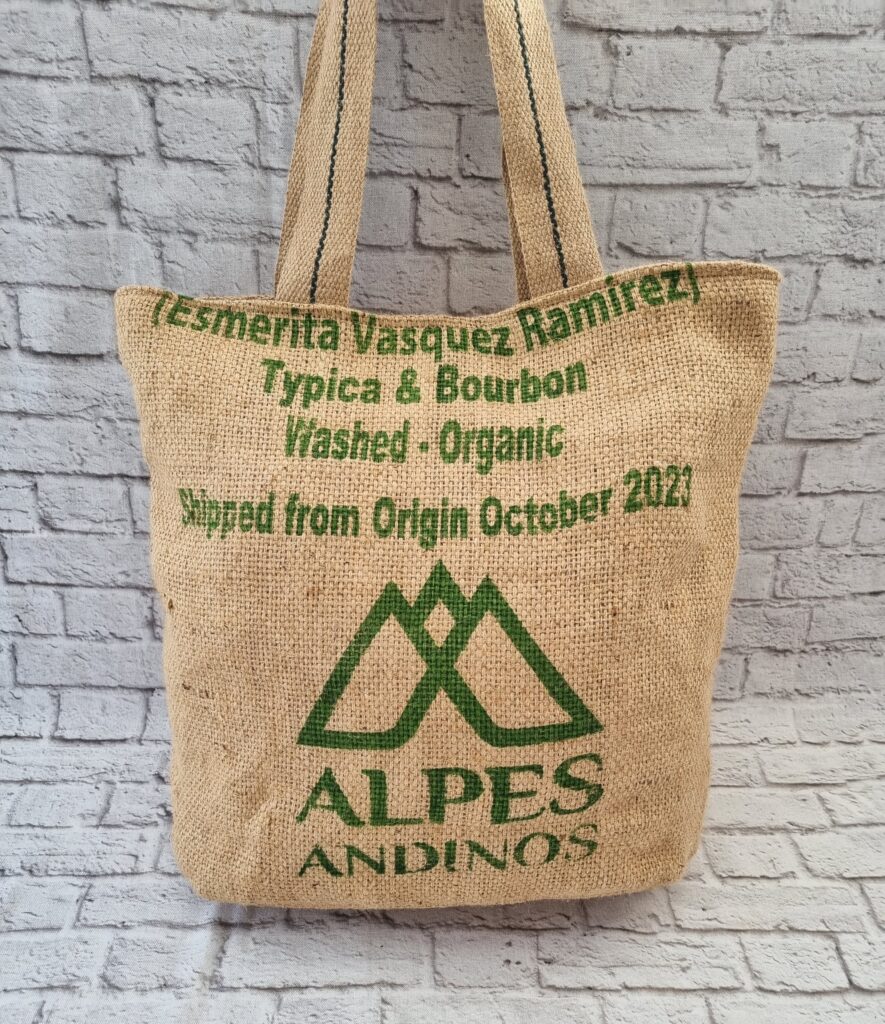 (Esmerita Vasquez Ramirez)
Typica & Bourbon
Washed - Organic
Shipped from Origin October 2023
ALPES
ANDINOS